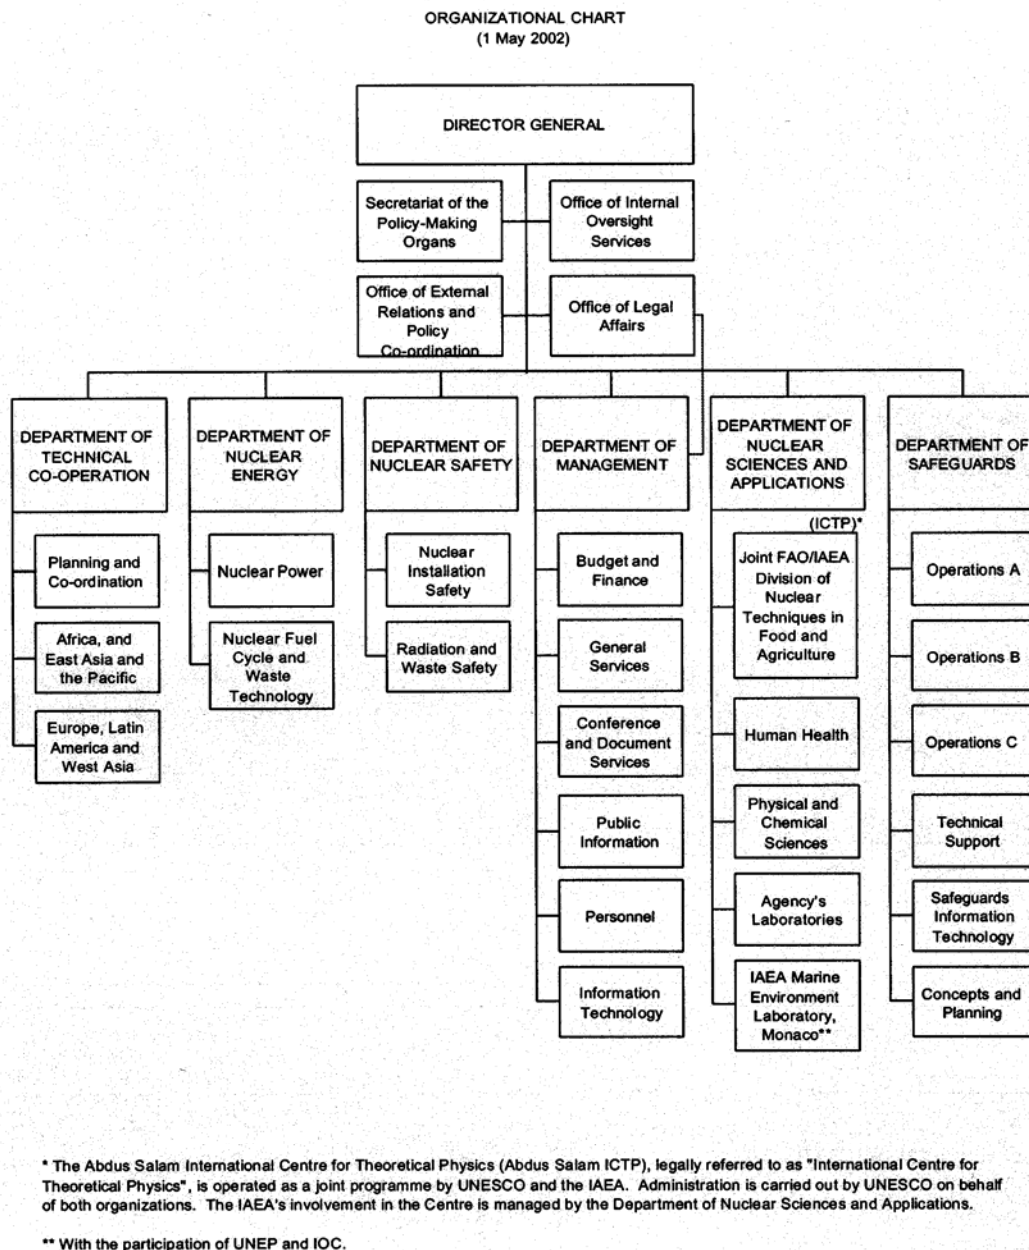 ORGANIZATIONAL CHART
(1 May 2002)
DIRECTOR GENERAL
Secretariat of the
Policy-Making
Organs
Office of Internal
Oversight
Services
Office of External
Relations and
Policy
Co-ordination
Office of Legal
Affairs
DEPARTMENT OF
TECHNICAL
CO-OPERATION
DEPARTMENT OF
NUCLEAR
ENERGY
DEPARTMENT OF
NUCLEAR SAFETY
DEPARTMENT OF
MANAGEMENT
DEPARTMENT OF
NUCLEAR
SCIENCES AND
APPLICATIONS
DEPARTMENT OF
SAFEGUARDS
(ICTP)*
Planning and
Co-ordination
Africa, and
East Asia and
the Pacific
Europe, Latin
America and
West Asia
Nuclear Power
Nuclear Fuel
Cycle and
Waste
Technology
Nuclear
Installation
Safety
Radiation and
Waste Safety
Budget and
Finance
General
Services
Conference
and Document
Services
Public
Information
Personnel
Information
Technology
Joint FAO/IAEA
Division of
Nuclear
Techniques in
Food and
Agriculture
Human Health
Physical and
Chemical
Sciences
Agency's
Laboratories
IAEA Marine
Environment
Laboratory,
Monaco**
Operations A
Operations B
Operations C
Technical
Support
Safeguards
Information
Technology
Concepts and
Planning
* The Abdus Salam International Centre for Theoretical Physics (Abdus Salam ICTP), legally referred to as "International Centre for
Theoretical Physics", is operated as a joint programme by UNESCO and the IAEA. Administration is carried out by UNESCO on behalf
of both organizations. The IAEA's involvement in the Centre is managed by the Department of Nuclear Sciences and Applications.
** With the participation of UNEP and IOC.